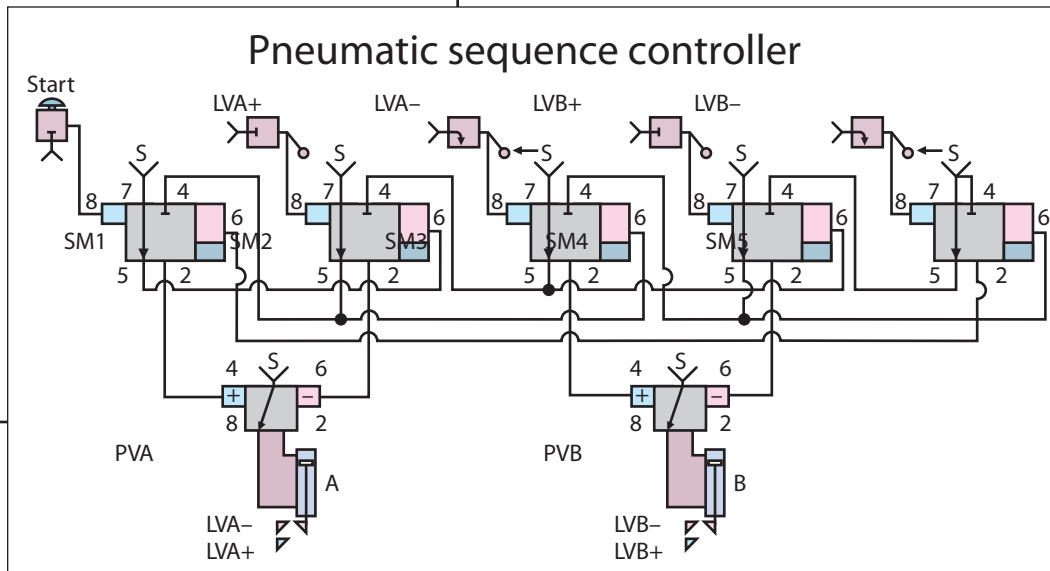 Pneumatic sequence controller
Start
LVA+ LVA– LVB+ LVB–
S S S S
8 7 4 8 7 4 8 7 4 8 7 4 8 7 4
6 6 6 6 6
SM1 SM2 SM3 SM4 SM5
5 2 5 2 5 2 5 2 5 2
S S
4 6 4 6
+ – + –
8 2 8 2
PVA PVB
A B
LVA– LVB–
LVA+ LVB+